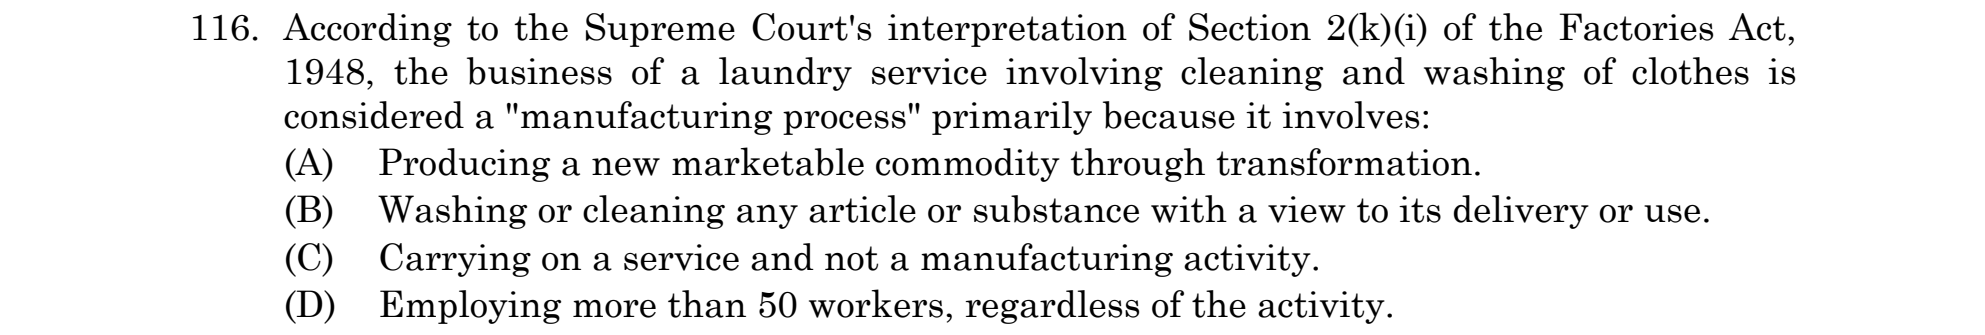 116. According to the Supreme Court's interpretation of Section 2(k)(i) of the Factories Act,
1948, the business of a laundry service involving cleaning and washing of clothes is
considered a "manufacturing process" primarily because it involves:
(A) Producing a new marketable commodity through transformation.
(B) Washing or cleaning any article or substance with a view to its delivery or use.
(C) Carrying on a service and not a manufacturing activity.
(D) Employing more than 50 workers, regardless of the activity.